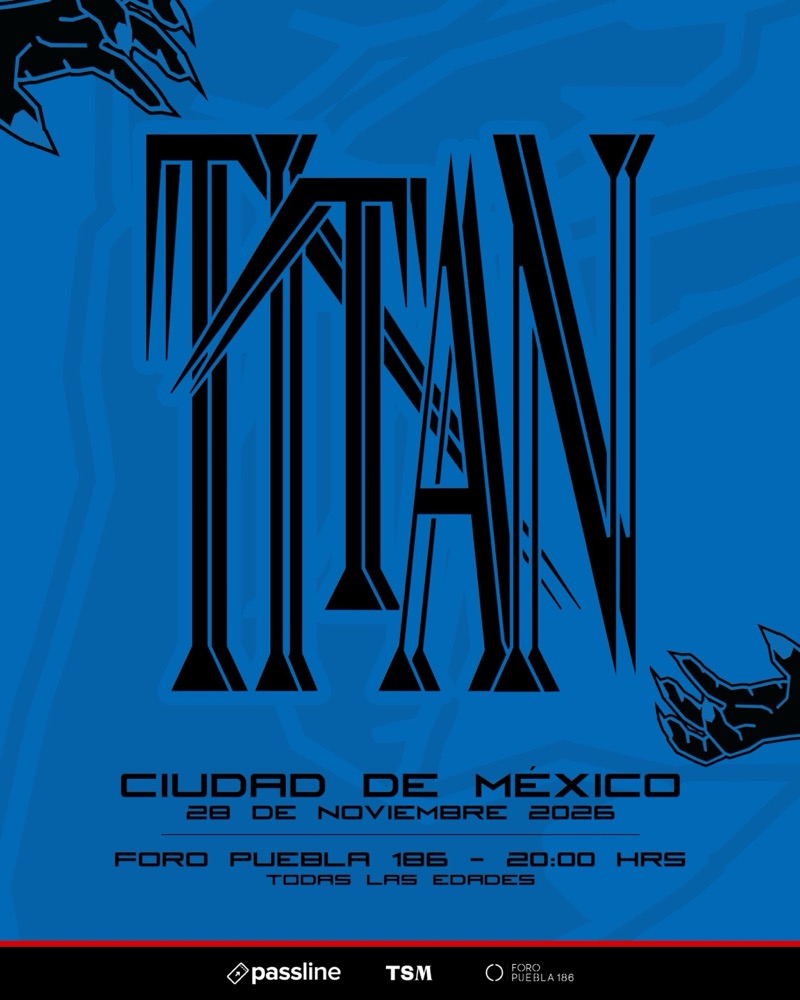 TITAN
CIUDAD DE MÉXICO
28 DE NOVIEMBRE 2026
FORO PUEBLA 186 - 20:00 HRS
TODAS LAS EDADES
passline
TSM
FORO
PUEBLA 186